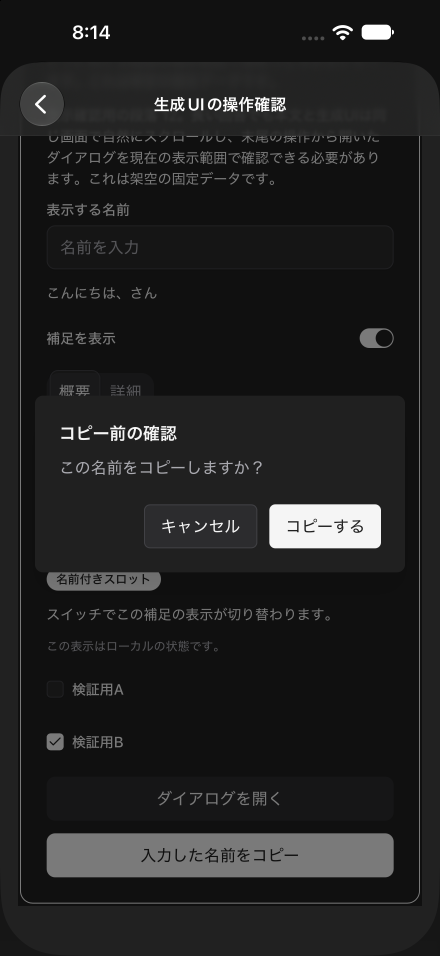 8:14
生成UIの操作確認
じ画面で自然にスクロールし、末尾の操作から開いた
ダイアログを現在の表示範囲で確認できる必要があり
ます。これは架空の固定データです。
表示する名前
名前を入力
こんにちは、さん
補足を表示
概要 詳細
コピー前の確認
この名前をコピーしますか？
キャンセル コピーする
名前付きスロット
スイッチでこの補足の表示が切り替わります。
この表示はローカルの状態です。
検証用A
検証用B
ダイアログを開く
入力した名前をコピー